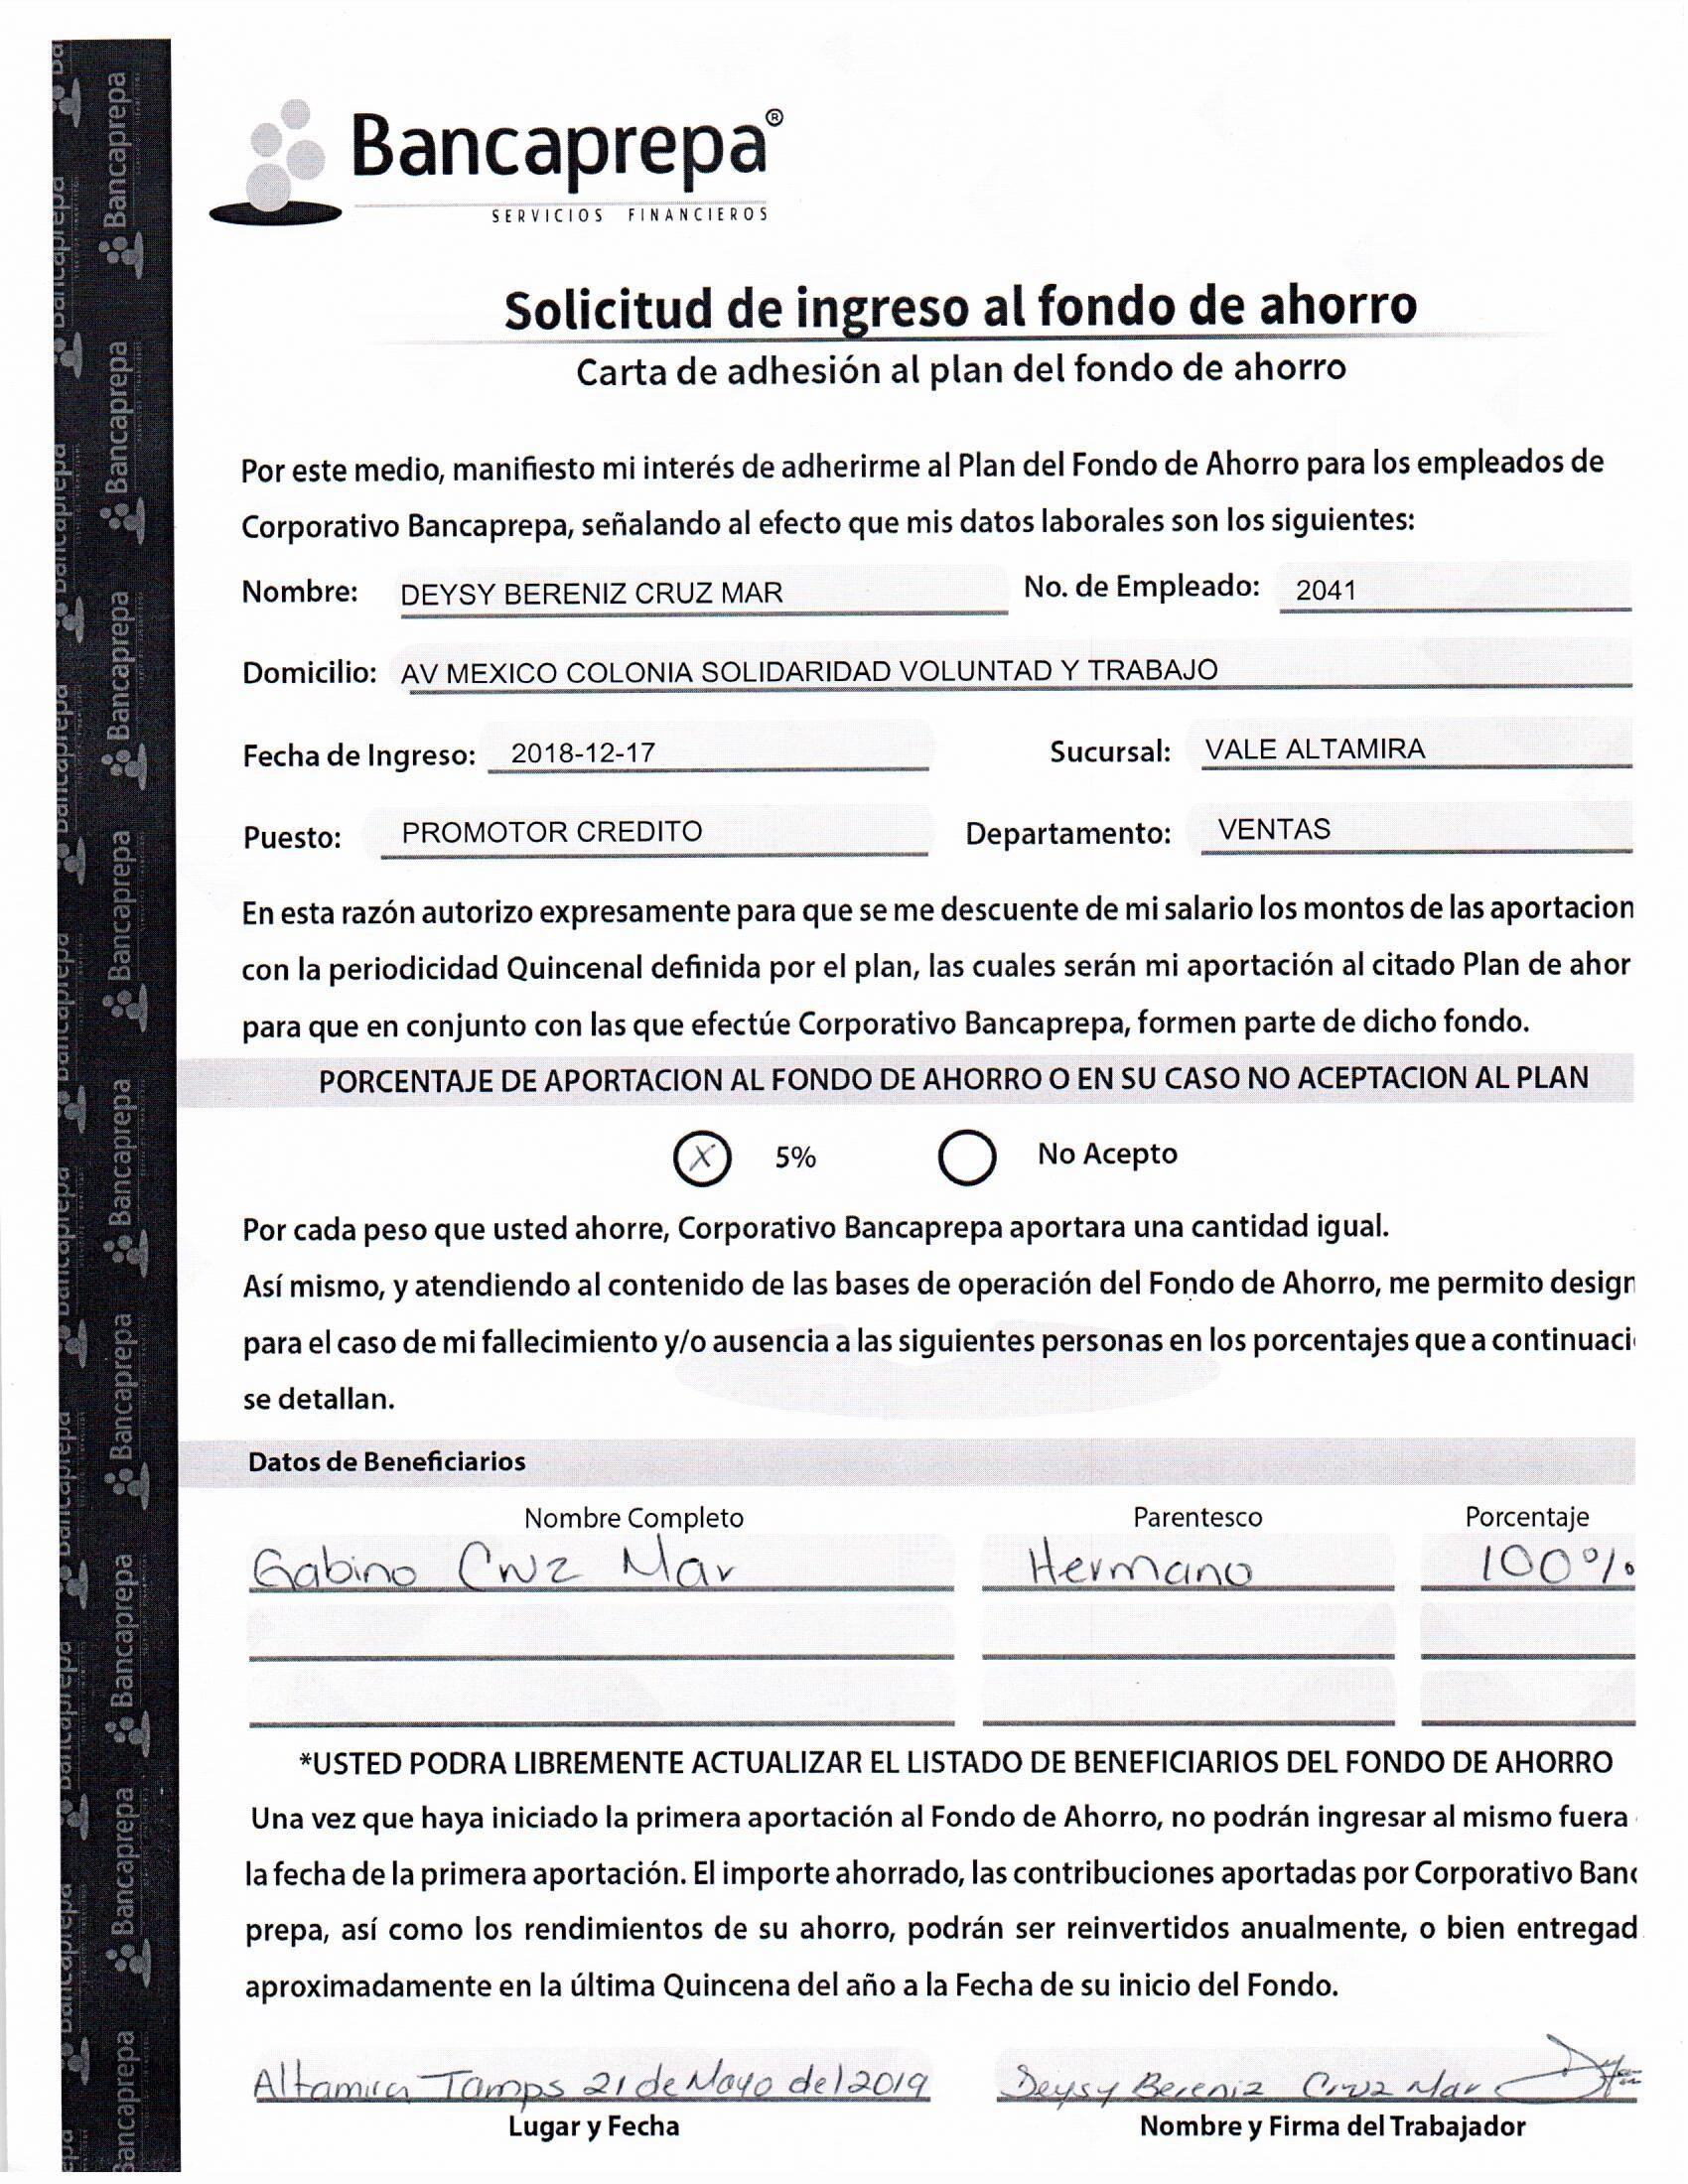 Bancaprepa®
SERVICIOS FINANCIEROS
Solicitud de ingreso al fondo de ahorro
Carta de adhesión al plan del fondo de ahorro
Por este medio, manifiesto mi interés de adherirme al Plan del Fondo de Ahorro para los empleados de
Corporativo Bancaprepa, señalando al efecto que mis datos laborales son los siguientes:
Nombre: DEYSY BERENIZ CRUZ MAR No. de Empleado: 2041
Domicilio: AV MEXICO COLONIA SOLIDARIDAD VOLUNTAD Y TRABAJO
Fecha de Ingreso: 2018-12-17 Sucursal: VALE ALTAMIRA
Puesto: PROMOTOR CREDITO Departamento: VENTAS
En esta razón autorizo expresamente para que se me descuente de mi salario los montos de las aportacion
con la periodicidad Quincenal definida por el plan, las cuales serán mi aportación al citado Plan de ahor
para que en conjunto con las que efectúe Corporativo Bancaprepa, formen parte de dicho fondo.
PORCENTAJE DE APORTACION AL FONDO DE AHORRO O EN SU CASO NO ACEPTACION AL PLAN
X 5% No Acepto
Por cada peso que usted ahorre, Corporativo Bancaprepa aportara una cantidad igual.
Así mismo, y atendiendo al contenido de las bases de operación del Fondo de Ahorro, me permito design
para el caso de mi fallecimiento y/o ausencia a las siguientes personas en los porcentajes que a continuaci
se detallan.
Datos de Beneficiarios
Nombre Completo Parentesco Porcentaje
Gabino Cruz Mar Hermano 100%
*USTED PODRA LIBREMENTE ACTUALIZAR EL LISTADO DE BENEFICIARIOS DEL FONDO DE AHORRO
Una vez que haya iniciado la primera aportación al Fondo de Ahorro, no podrán ingresar al mismo fuera
la fecha de la primera aportación. El importe ahorrado, las contribuciones aportadas por Corporativo Banc
prepa, así como los rendimientos de su ahorro, podrán ser reinvertidos anualmente, o bien entregad
aproximadamente en la última Quincena del año a la Fecha de su inicio del Fondo.
Altamira Tamps 21 de Mayo del 2019 Deysy Bereniz Cruz Mar
Lugar y Fecha Nombre y Firma del Trabajador